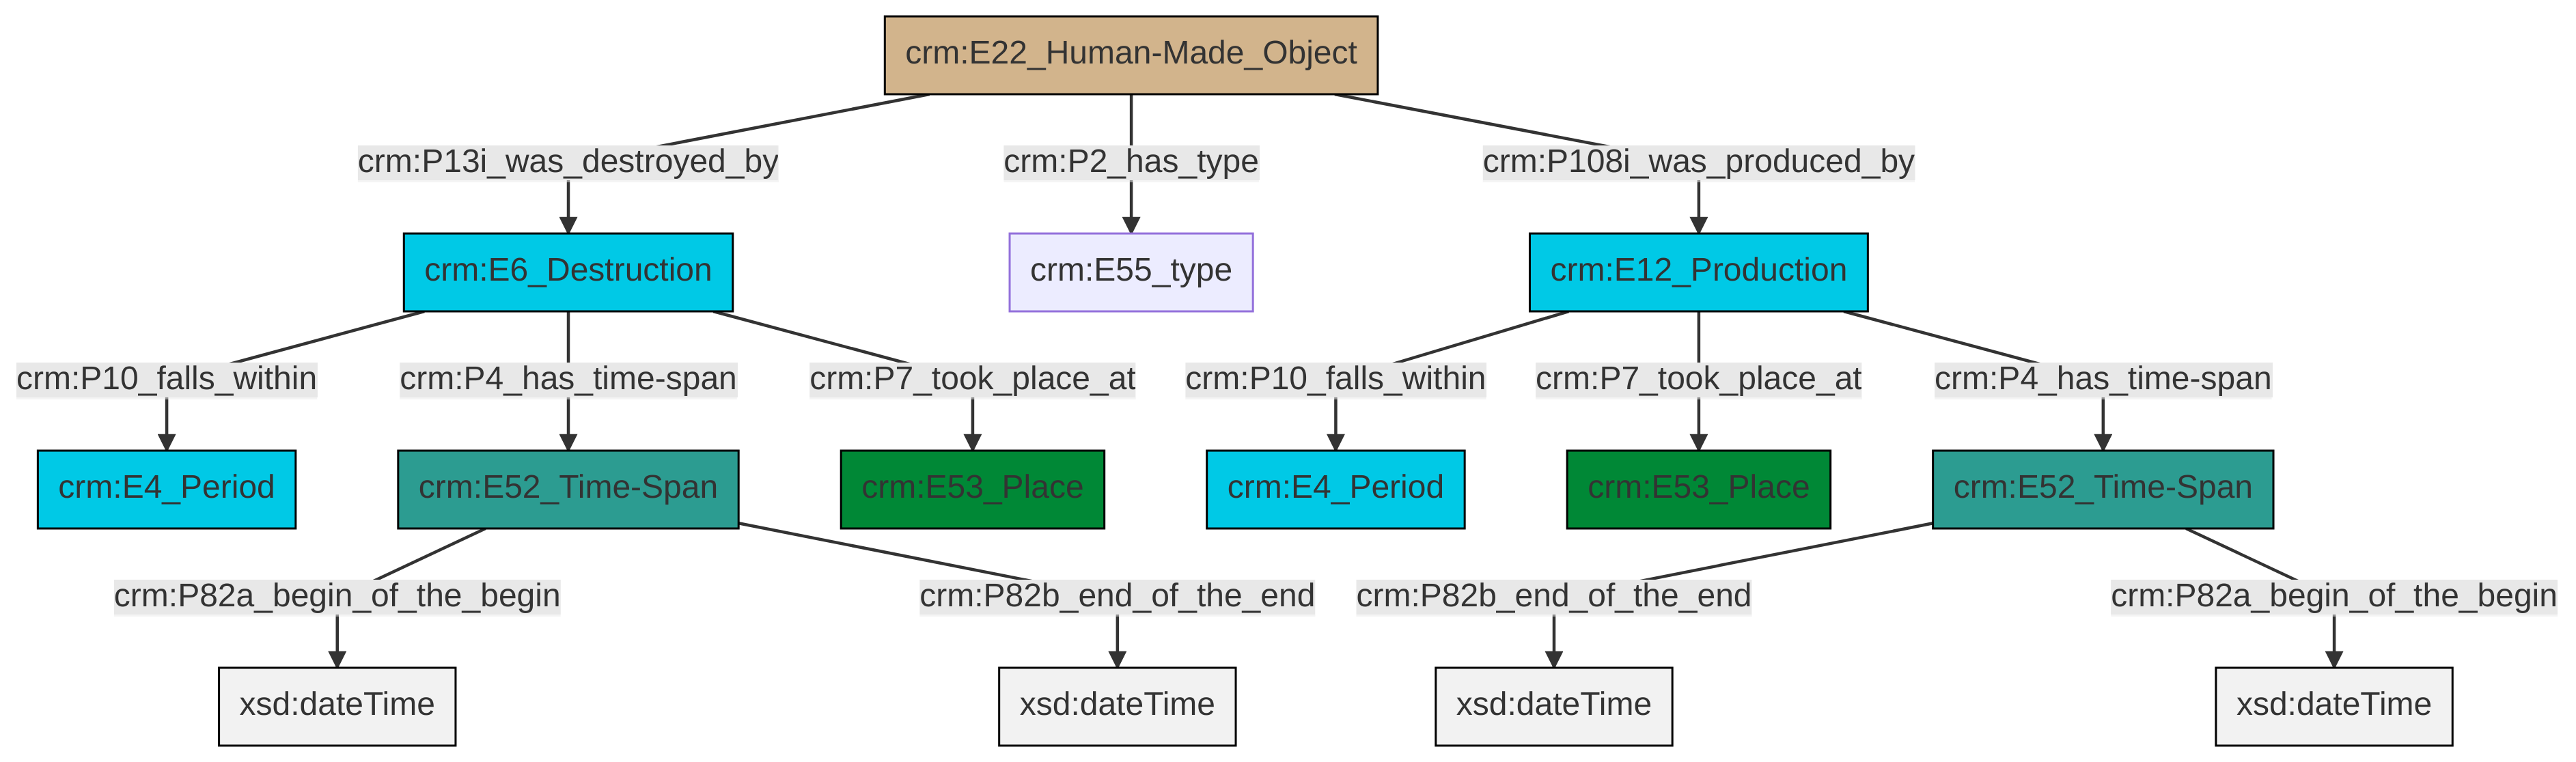 crm:E22_Human-Made_Object
crm:P13i_was_destroyed_by
crm:P2_has_type
crm:P108i_was_produced_by
crm:E6_Destruction
crm:E55_type
crm:E12_Production
crm:P10_falls_within
crm:P4_has_time-span
crm:P7_took_place_at
crm:P10_falls_within
crm:P7_took_place_at
crm:P4_has_time-span
crm:E4_Period
crm:E52_Time-Span
crm:E53_Place
crm:E4_Period
crm:E53_Place
crm:E52_Time-Span
crm:P82a_begin_of_the_begin
crm:P82b_end_of_the_end
crm:P82b_end_of_the_end
crm:P82a_begin_of_the_begin
xsd:dateTime
xsd:dateTime
xsd:dateTime
xsd:dateTime